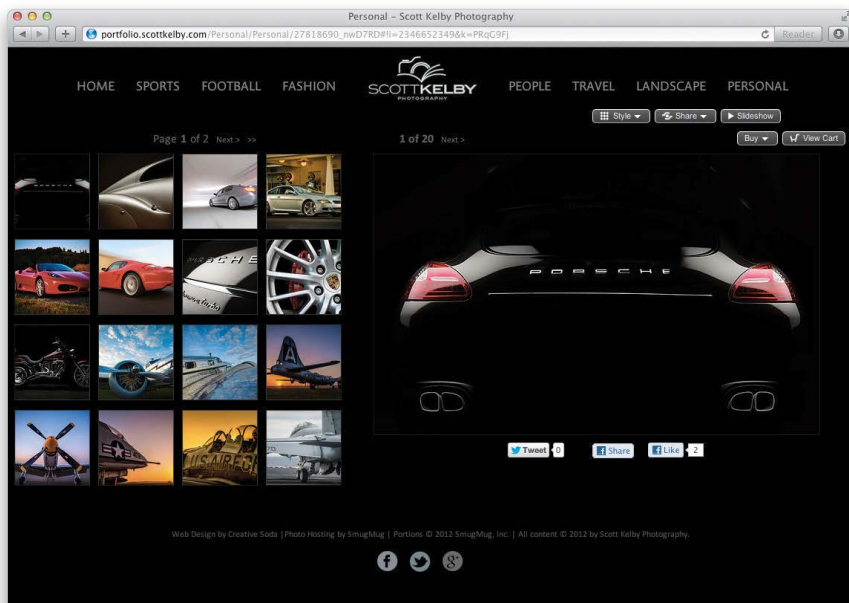 Personal – Scott Kelby Photography
portfolio.scottkelby.com/Personal/Personal/27818690_nwD7RD#!i=2346652349&k=PRqG9Fj
Reader
HOME SPORTS FOOTBALL FASHION SCOTTKELBY PHOTOGRAPHY PEOPLE TRAVEL LANDSCAPE PERSONAL
Style Share Slideshow
Page 1 of 2 Next > >> 1 of 20 Next > Buy View Cart
PORSCHE
PORSCHE
U.S. AIR FORC
A
Tweet 0 Share Like 2
Web Design by Creative Soda |Photo Hosting by SmugMug | Portions © 2012 SmugMug, Inc. | All content © 2012 by Scott Kelby Photography.